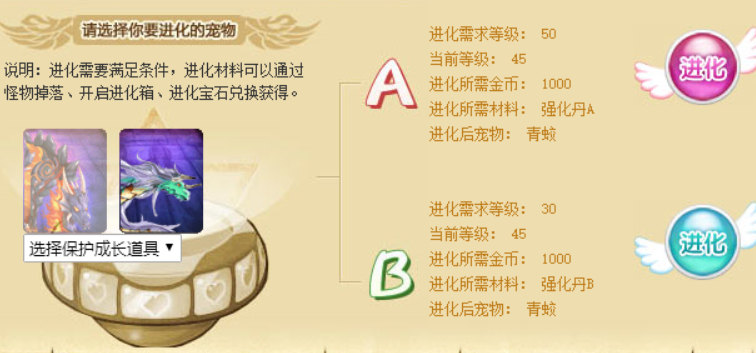 请选择你要进化的宠物
说明：进化需要满足条件，进化材料可以通过
怪物掉落、开启进化箱、进化宝石兑换获得。
选择保护成长道具
A
进化需求等级： 50
当前等级： 45
进化所需金币： 1000
进化所需材料： 强化丹A
进化后宠物： 青蛟
进化
B
进化需求等级： 30
当前等级： 45
进化所需金币： 1000
进化所需材料： 强化丹B
进化后宠物： 青蛟
进化